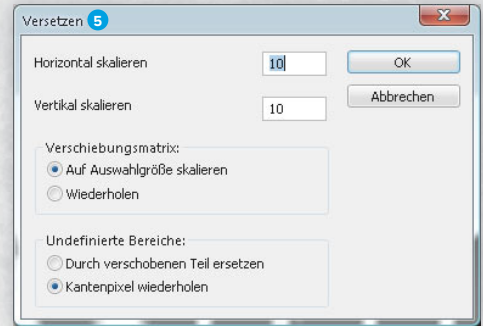 Versetzen 5
Horizontal skalieren 10 OK
Vertikal skalieren 10 Abbrechen
Verschiebungsmatrix:
Auf Auswahlgröße skalieren
Wiederholen
Undefinierte Bereiche:
Durch verschobenen Teil ersetzen
Kantenpixel wiederholen